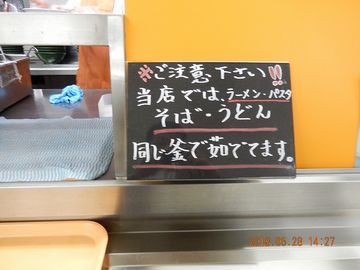 ※ご注意下さい!!
当店では、ラーメン・パスタ
そば・うどん
同じ釜で茹でてます。
2019.05.28 14:27